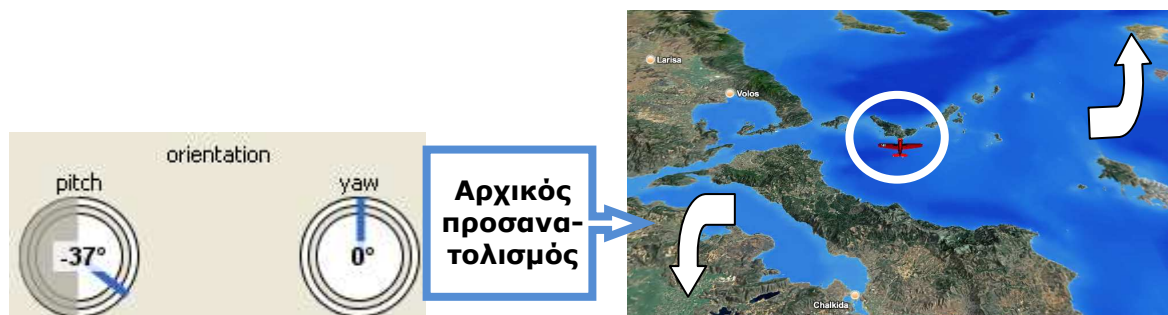 orientation
pitch
yaw
-37°
0°
Αρχικός
προσανα-
τολισμός
Larisa
Volos
Chalkida